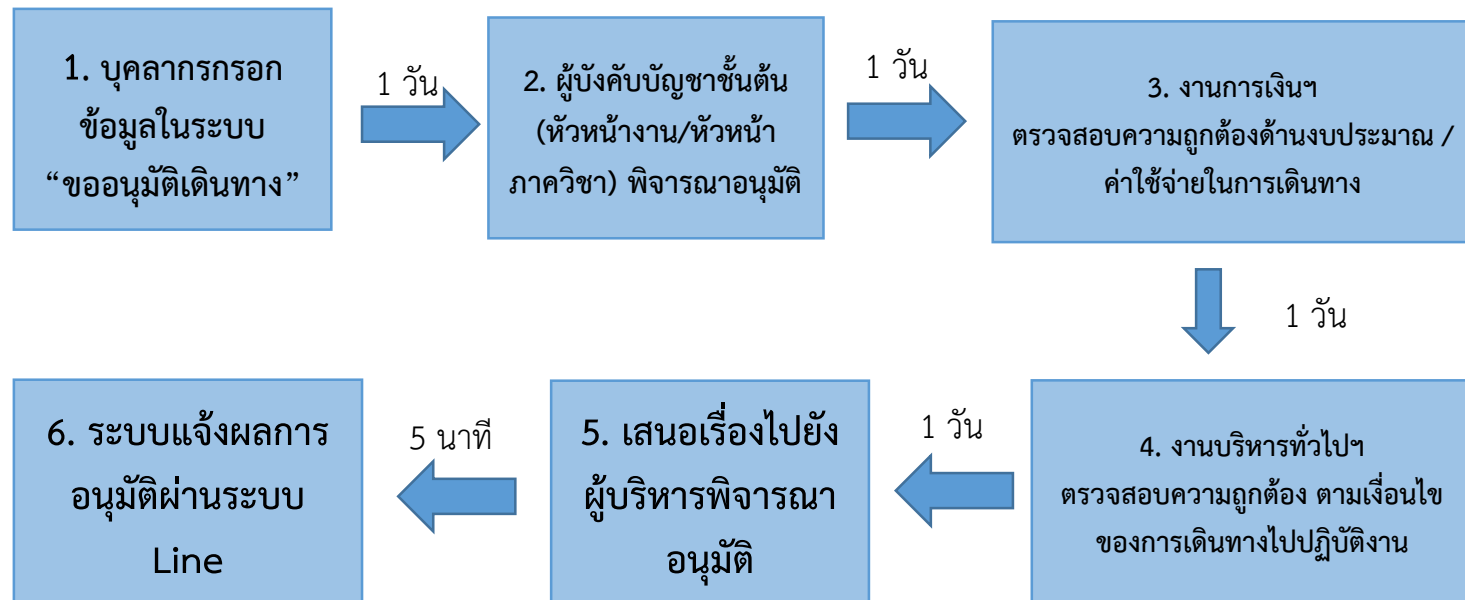 1. บุคลากรกรอก
ข้อมูลในระบบ
“ขออนุมัติเดินทาง”
1 วัน
2. ผู้บังคับบัญชาชั้นต้น
(หัวหน้างาน/หัวหน้า
ภาควิชา) พิจารณาอนุมัติ
1 วัน
3. งานการเงินฯ
ตรวจสอบความถูกต้องด้านงบประมาณ /
ค่าใช้จ่ายในการเดินทาง
1 วัน
4. งานบริหารทั่วไปฯ
ตรวจสอบความถูกต้อง ตามเงื่อนไข
ของการเดินทางไปปฏิบัติงาน
1 วัน
5. เสนอเรื่องไปยัง
ผู้บริหารพิจารณา
อนุมัติ
5 นาที
6. ระบบแจ้งผลการ
อนุมัติผ่านระบบ
Line